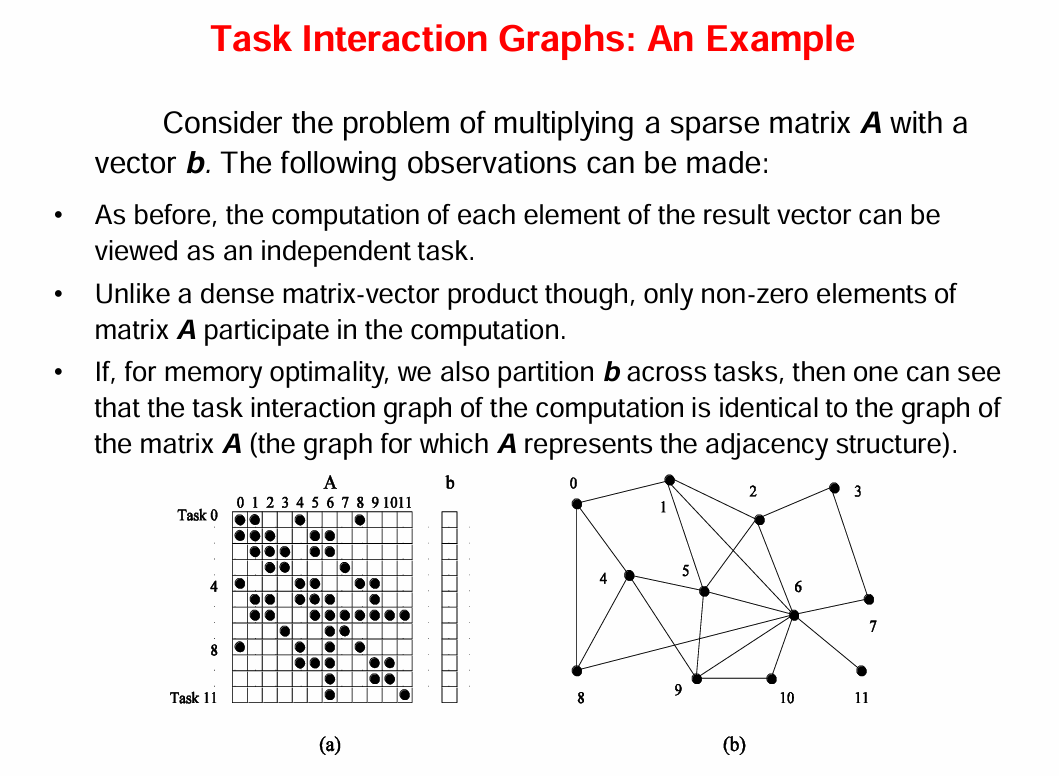 Task Interaction Graphs: An Example
Consider the problem of multiplying a sparse matrix A with a
vector b. The following observations can be made:
• As before, the computation of each element of the result vector can be
viewed as an independent task.
• Unlike a dense matrix-vector product though, only non-zero elements of
matrix A participate in the computation.
• If, for memory optimality, we also partition b across tasks, then one can see
that the task interaction graph of the computation is identical to the graph of
the matrix A (the graph for which A represents the adjacency structure).
A b
0 1 2 3 4 5 6 7 8 9 10 11
Task 0
4
8
Task 11
(a)
0
1
2
3
4
5
6
7
8
9
10
11
(b)